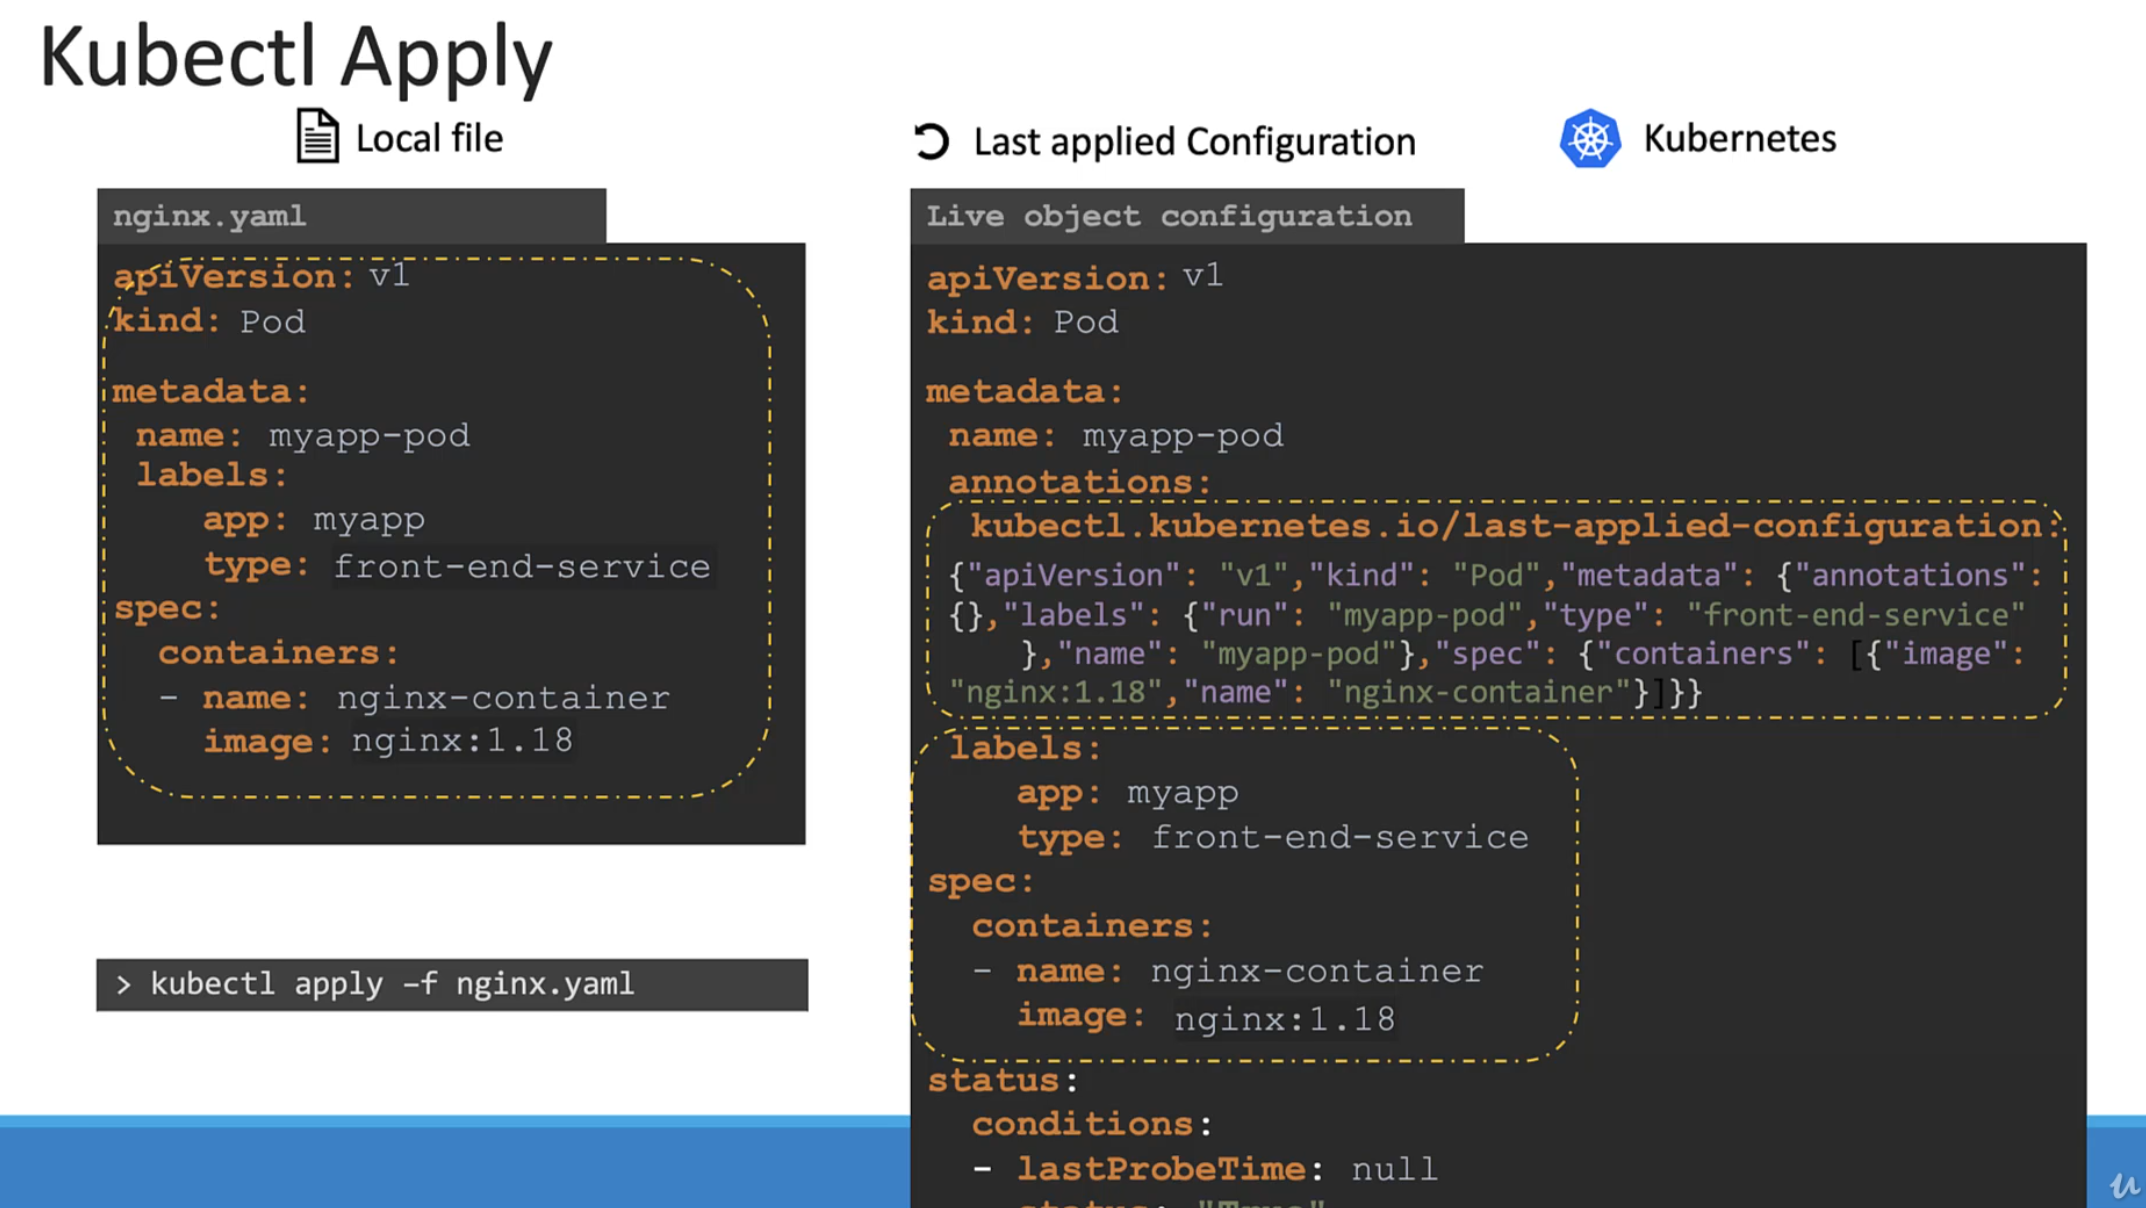 Kubectl Apply
Local file
nginx.yaml
apiVersion: v1
kind: Pod
metadata:
name: myapp-pod
labels:
app: myapp
type: front-end-service
spec:
containers:
- name: nginx-container
image: nginx:1.18
> kubectl apply –f nginx.yaml
Last applied Configuration
Kubernetes
Live object configuration
apiVersion: v1
kind: Pod
metadata:
name: myapp-pod
annotations:
kubectl.kubernetes.io/last-applied-configuration:
{"apiVersion": "v1","kind": "Pod","metadata": {"annotations":
{},"labels": {"run": "myapp-pod","type": "front-end-service"
},"name": "myapp-pod"},"spec": {"containers": [{"image":
"nginx:1.18","name": "nginx-container"}]}}
labels:
app: myapp
type: front-end-service
spec:
containers:
- name: nginx-container
image: nginx:1.18
status:
conditions:
- lastProbeTime: null
status: "True"